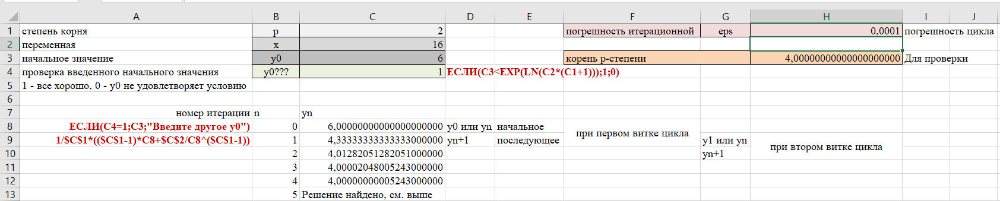 A B C D E F G H I J
1 степень корня p 2 погрешность итерационной eps 0,0001 погрешность цикла
2 переменная x 16
3 начальное значение y0 6 корень р-степени 4,00000000000000000000 Для проверки
4 проверка введенного начального значения y0??? 1 ЕСЛИ(C3<EXP(LN(C2*(C1+1)));1;0)
5 1 - все хорошо, 0 - y0 не удовлетворяет условию
6
7 номер итерации n yn
8 ЕСЛИ(C4=1;C3;"Введите другое y0") 0 6,00000000000000000000 y0 или yn начальное
при первом витке цикла
9 1/$C$1*(($C$1-1)*C8+$C$2/C8^($C$1-1)) 1 4,33333333333333000000 yn+1 последующее y1 или yn
при втором витке цикла
10 2 4,01282051282051000000 yn+1
11 3 4,00002048005243000000
12 4 4,00000000005243000000
13 5 Решение найдено, см. выше